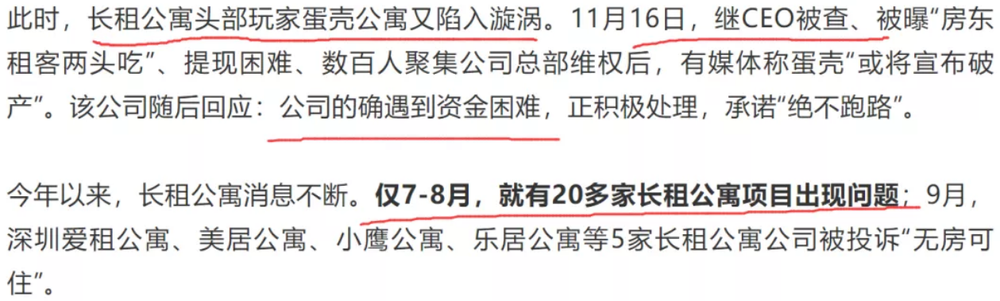 此时，长租公寓头部玩家蛋壳公寓又陷入漩涡。11月16日，继CEO被查、被曝“房东
租客两头吃”、提现困难、数百人聚集公司总部维权后，有媒体称蛋壳“或将宣布破
产”。该公司随后回应：公司的确遇到资金困难，正积极处理，承诺“绝不跑路”。
今年以来，长租公寓消息不断。仅7-8月，就有20多家长租公寓项目出现问题；9月，
深圳爱租公寓、美居公寓、小鹰公寓、乐居公寓等5家长租公寓公司被投诉“无房可
住”。